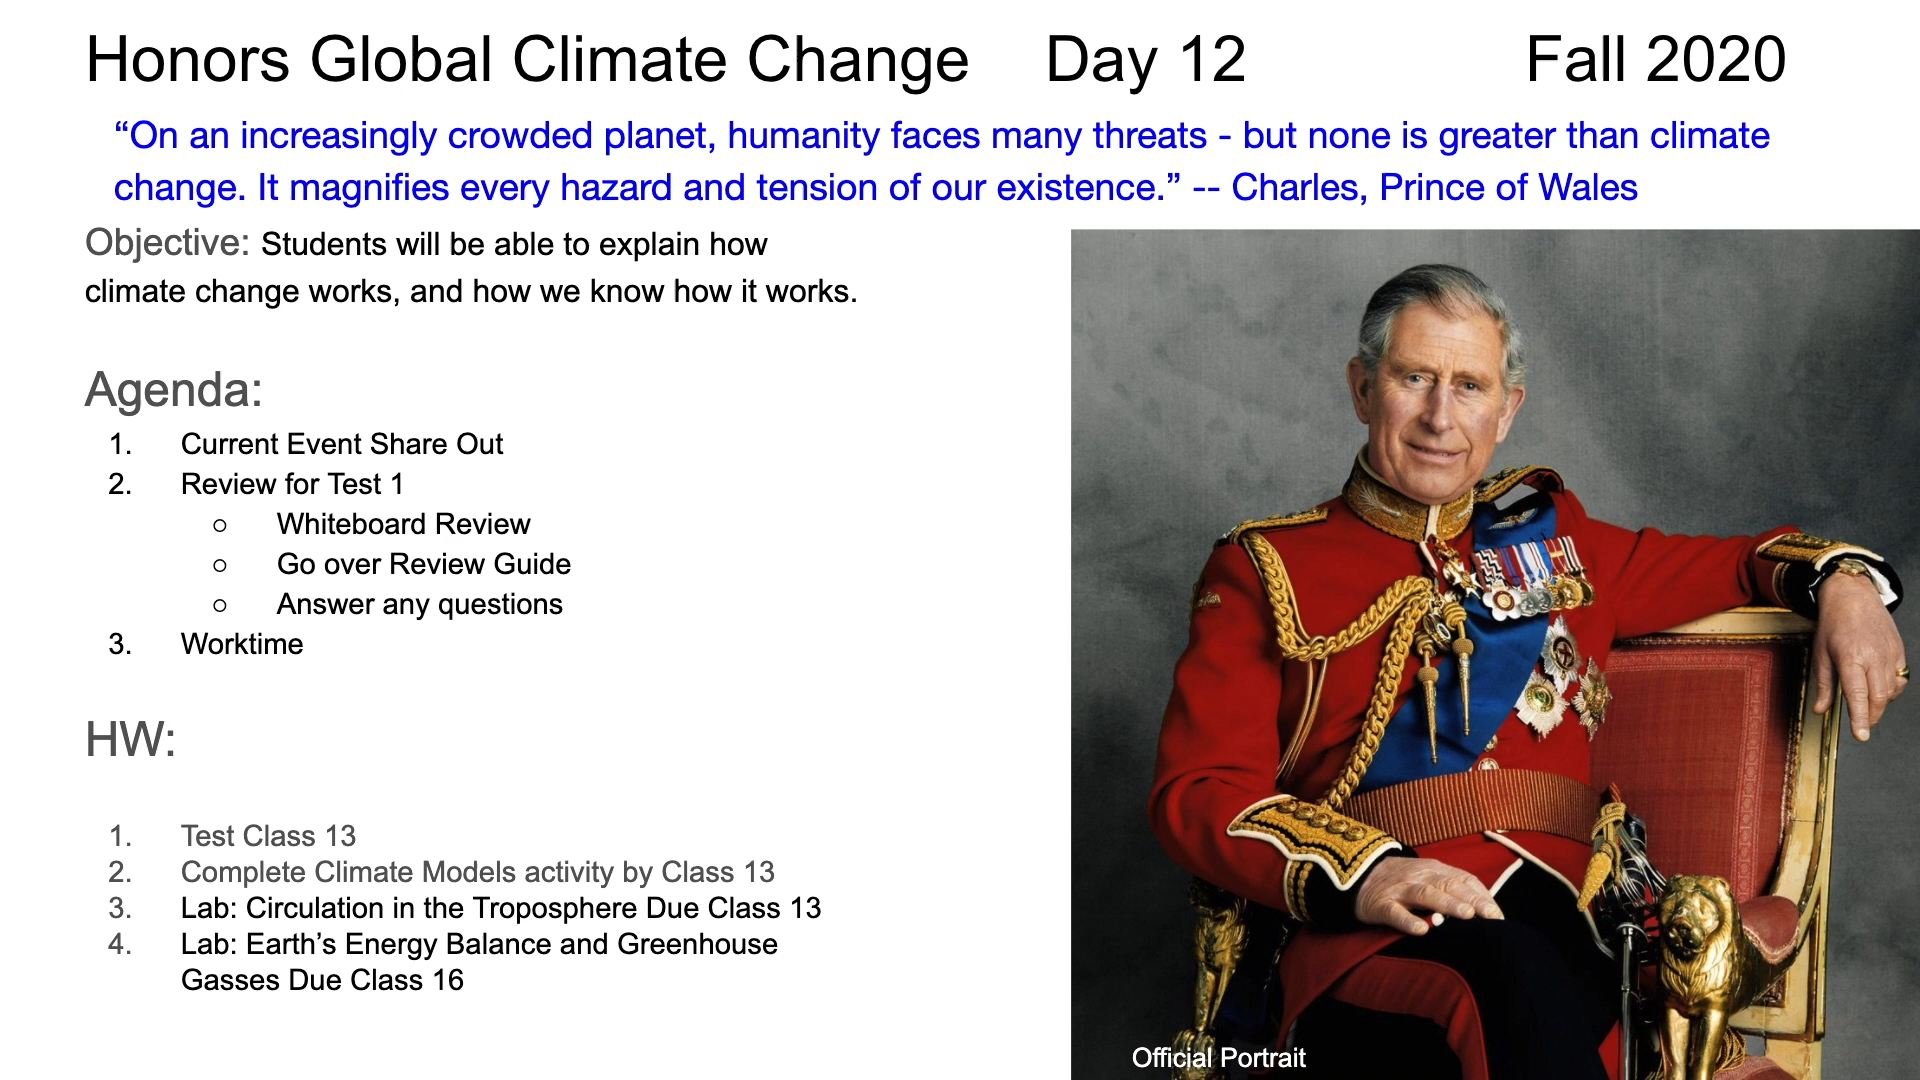 Honors Global Climate Change Day 12 Fall 2020
“On an increasingly crowded planet, humanity faces many threats - but none is greater than climate
change. It magnifies every hazard and tension of our existence.” -- Charles, Prince of Wales
Objective: Students will be able to explain how
climate change works, and how we know how it works.
Agenda:
1. Current Event Share Out
2. Review for Test 1
○ Whiteboard Review
○ Go over Review Guide
○ Answer any questions
3. Worktime
HW:
1. Test Class 13
2. Complete Climate Models activity by Class 13
3. Lab: Circulation in the Troposphere Due Class 13
4. Lab: Earth’s Energy Balance and Greenhouse
Gasses Due Class 16
Official Portrait